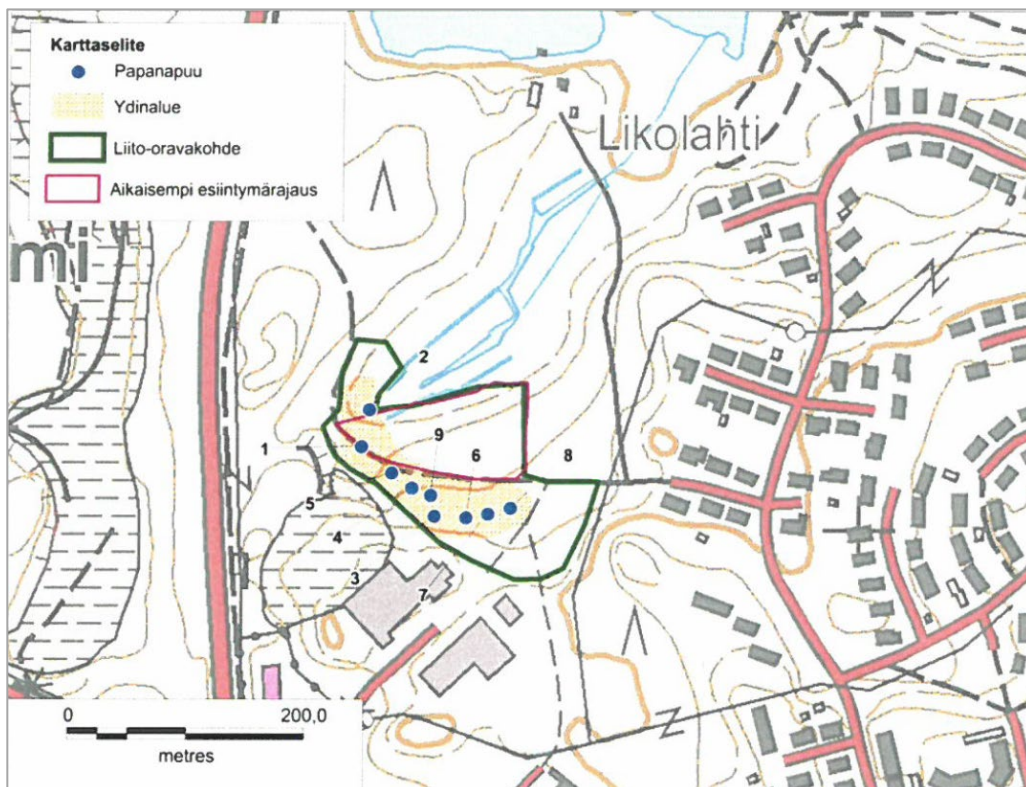 Karttaselite
Papanapuu
Ydinalue
Liito-oravakohde
Aikaisempi esiintymärajaus
Likolahti
mi
2
1
9
6
8
5
4
3
7
0 200,0
metres